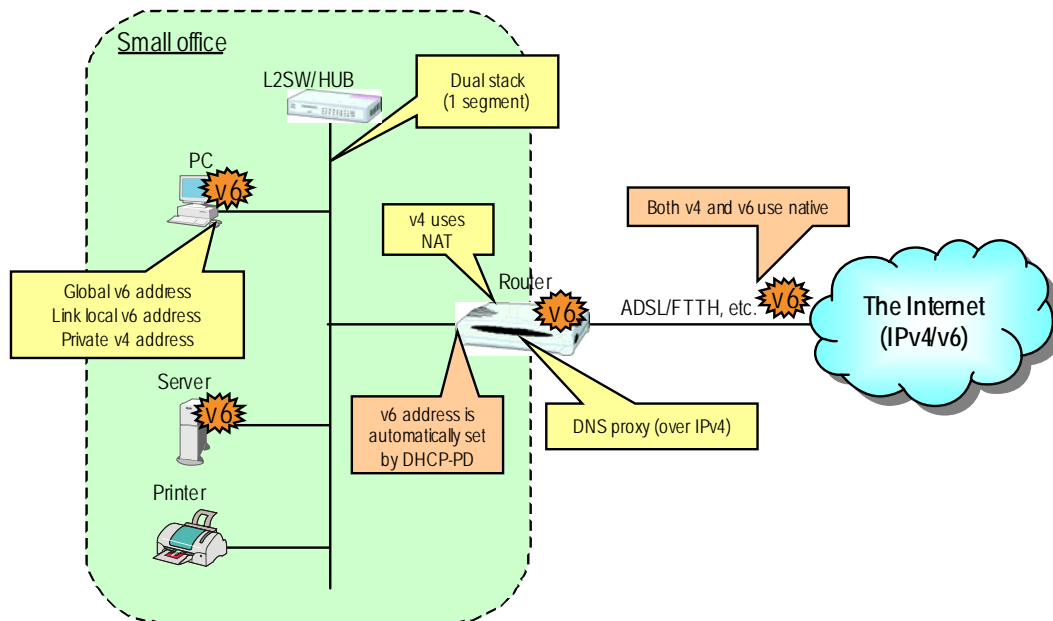 Small office
L2SW/HUB
Dual stack
(1 segment)
PC
v6
v4 uses
NAT
Both v4 and v6 use native
Global v6 address
Link local v6 address
Private v4 address
Router
v6
ADSL/FTTH, etc.
v6
The Internet
(IPv4/v6)
Server
v6
v6 address is
automatically set
by DHCP-PD
DNS proxy (over IPv4)
Printer